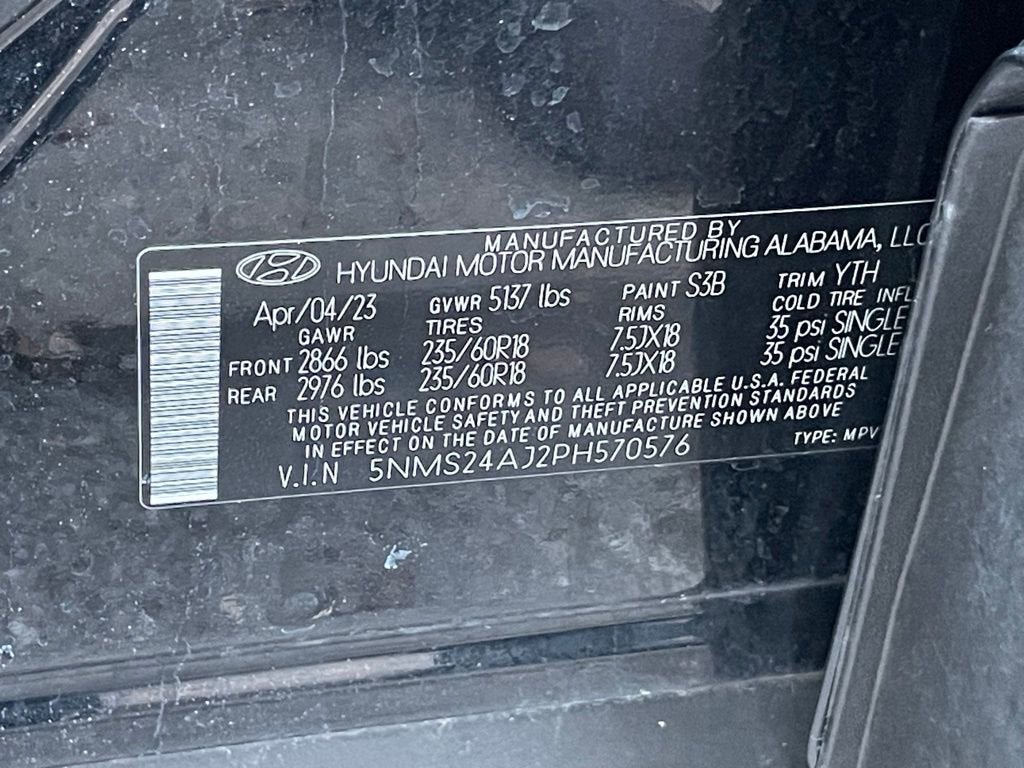 MANUFACTURED BY
HYUNDAI MOTOR MANUFACTURING ALABAMA, LLC
Apr/04/23 GVWR 5137 lbs PAINT S3B TRIM YTH
GAWR TIRES RIMS COLD TIRE INFL
FRONT 2866 lbs 235/60R18 7.5JX18 35 psi SINGLE
REAR 2976 lbs 235/60R18 7.5JX18 35 psi SINGLE
THIS VEHICLE CONFORMS TO ALL APPLICABLE U.S.A. FEDERAL
MOTOR VEHICLE SAFETY AND THEFT PREVENTION STANDARDS
IN EFFECT ON THE DATE OF MANUFACTURE SHOWN ABOVE
V.I.N 5NMS24AJ2PH570576 TYPE: MPV